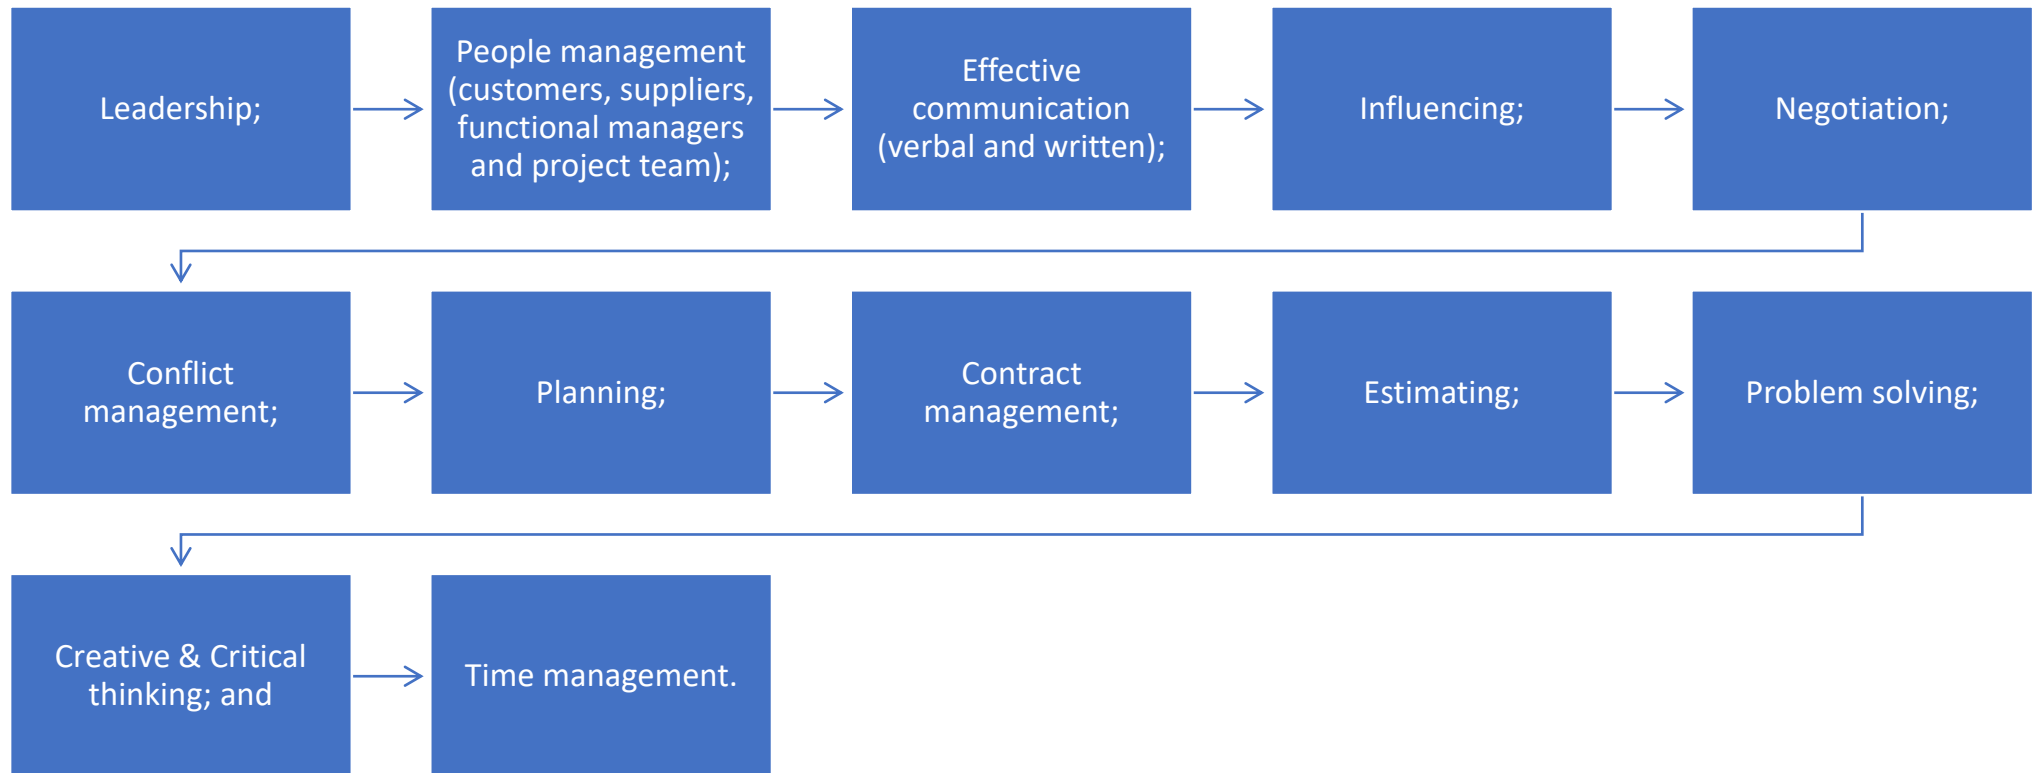 Leadership;
People management
(customers, suppliers,
functional managers
and project team);
Effective
communication
(verbal and written);
Influencing;
Negotiation;
Conflict
management;
Planning;
Contract
management;
Estimating;
Problem solving;
Creative & Critical
thinking; and
Time management.